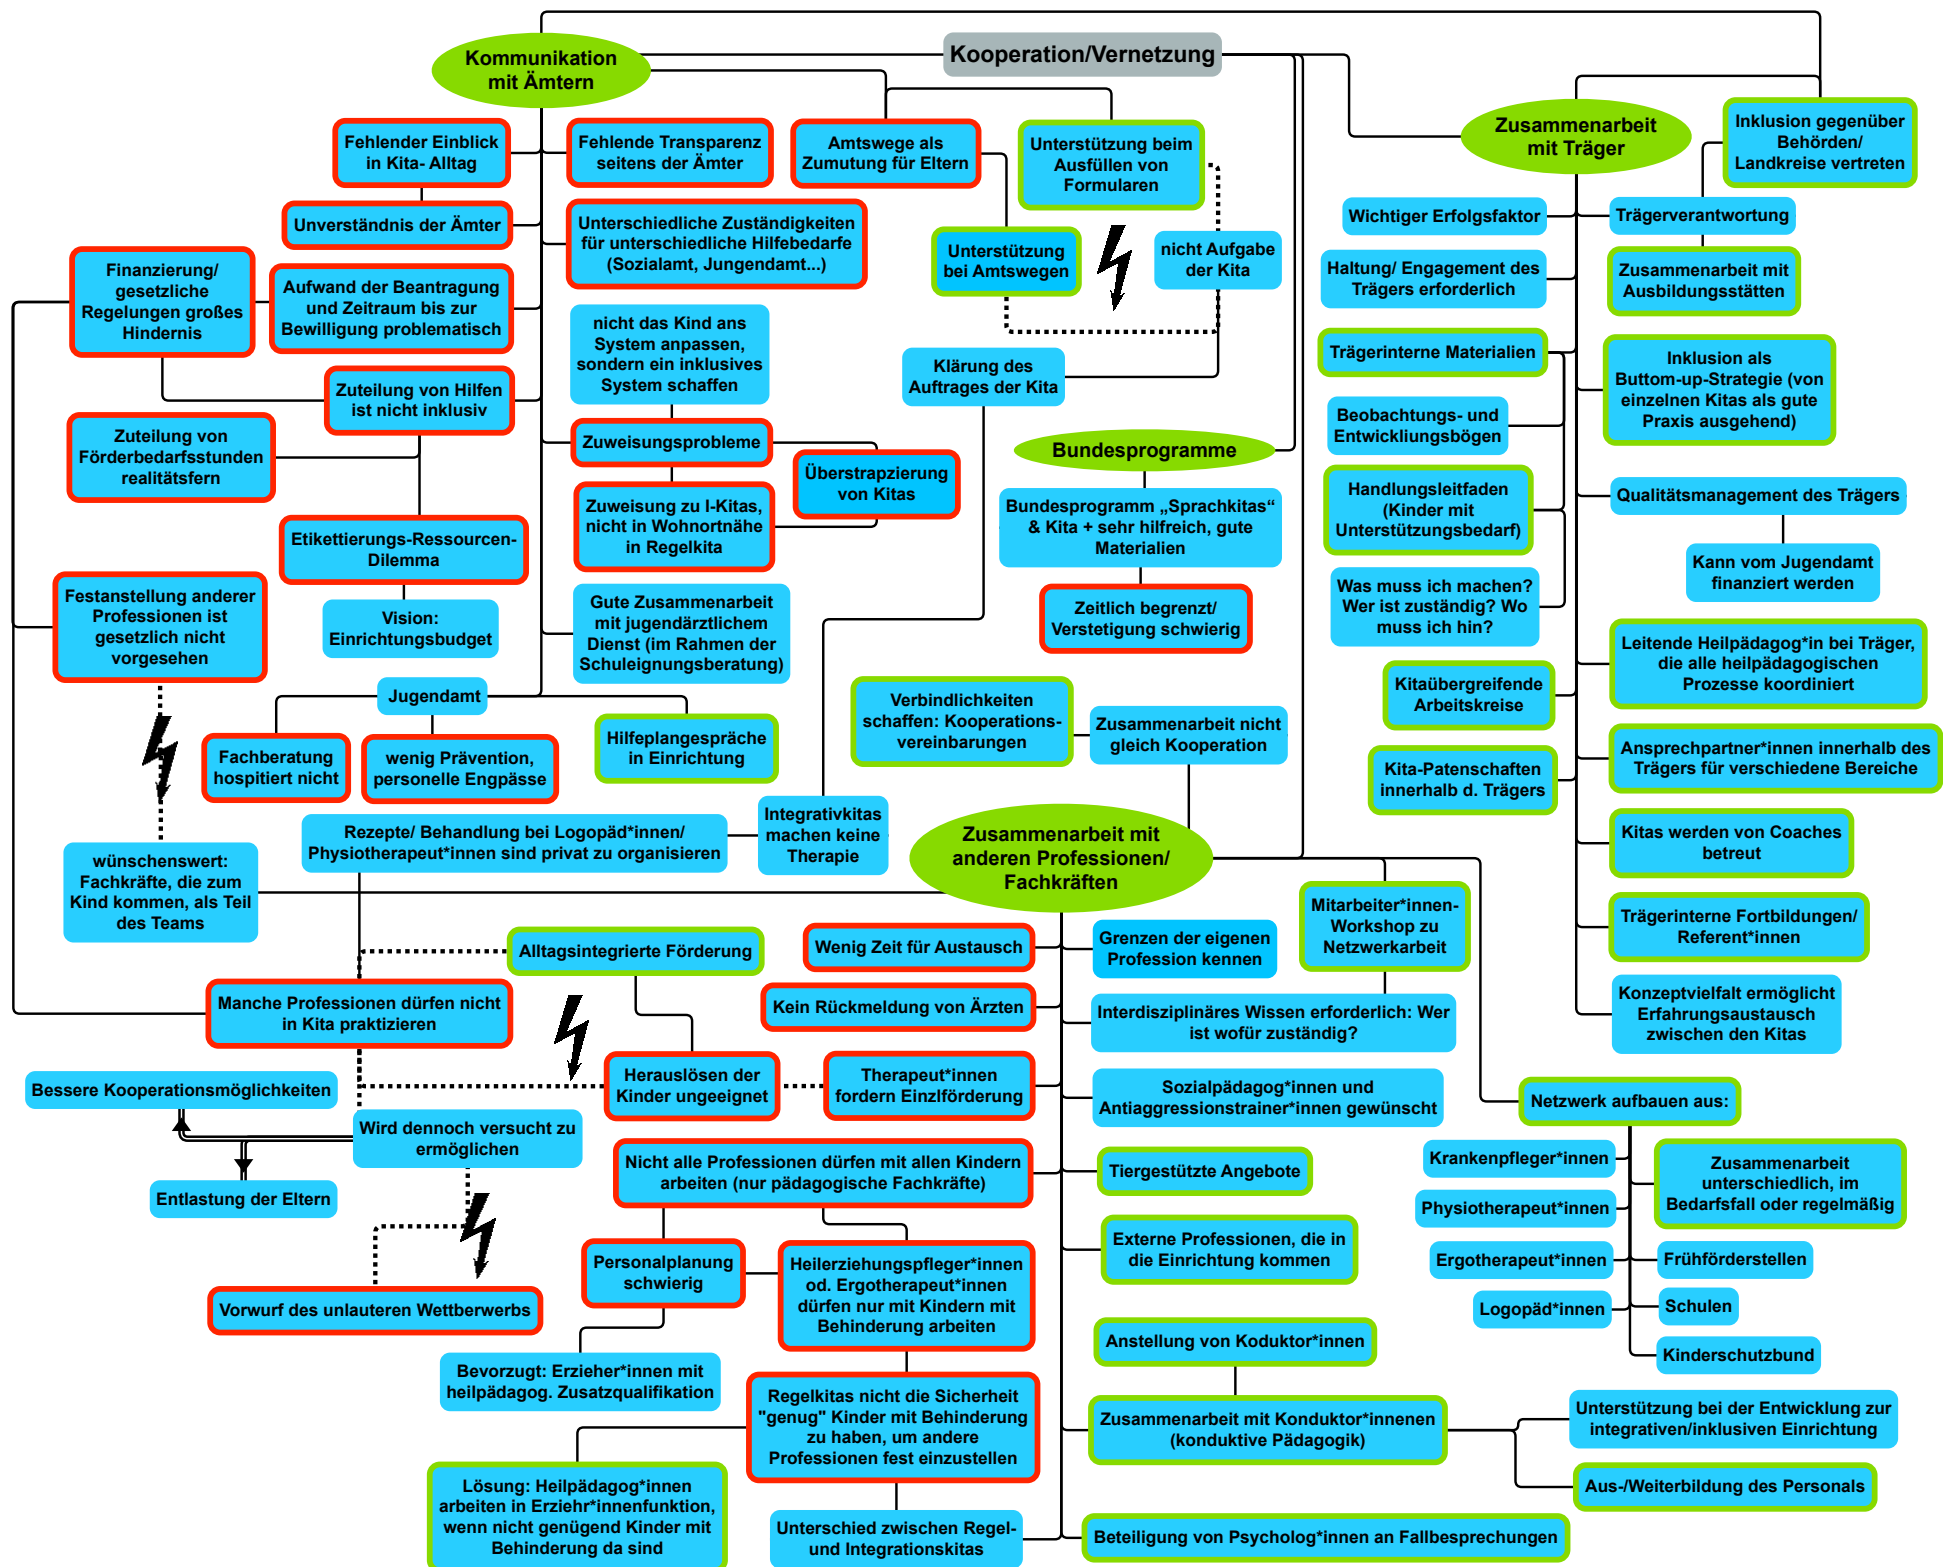 Kooperation/Vernetzung
Kommunikation
mit Ämtern
Fehlender Einblick
in Kita- Alltag
Fehlende Transparenz
seitens der Ämter
Amtswege als
Zumutung für Eltern
Unterstützung beim
Ausfüllen von
Formularen
Unverständnis der Ämter
Unterschiedliche Zuständigkeiten
für unterschiedliche Hilfebedarfe
(Sozialamt, Jungendamt...)
Unterstützung
bei Amtswegen
nicht Aufgabe
der Kita
Finanzierung/
gesetzliche
Regelungen großes
Hindernis
Aufwand der Beantragung
und Zeitraum bis zur
Bewilligung problematisch
nicht das Kind ans
System anpassen,
sondern ein inklusives
System schaffen
Klärung des
Auftrages der Kita
Zuteilung von Hilfen
ist nicht inklusiv
Zuteilung von
Förderbedarfsstunden
realitätsfern
Zuweisungsprobleme
Überstrapzierung
von Kitas
Zuweisung zu I-Kitas,
nicht in Wohnortnähe
in Regelkita
Etikettierungs-Ressourcen-
Dilemma
Vision:
Einrichtungsbudget
Festanstellung anderer
Professionen ist
gesetzlich nicht
vorgesehen
Gute Zusammenarbeit
mit jugendärztlichem
Dienst (im Rahmen der
Schuleignungsberatung)
Jugendamt
Fachberatung
hospitiert nicht
wenig Prävention,
personelle Engpässe
Hilfeplangespräche
in Einrichtung
Bundesprogramme
Bundesprogramm „Sprachkitas“
& Kita + sehr hilfreich, gute
Materialien
Zeitlich begrenzt/
Verstetigung schwierig
Zusammenarbeit
mit Träger
Inklusion gegenüber
Behörden/
Landkreise vertreten
Wichtiger Erfolgsfaktor
Trägerverantwortung
Haltung/ Engagement des
Trägers erforderlich
Zusammenarbeit mit
Ausbildungsstätten
Trägerinterne Materialien
Inklusion als
Buttom-up-Strategie (von
einzelnen Kitas als gute
Praxis ausgehend)
Beobachtungs- und
Entwickliungsbögen
Handlungsleitfaden
(Kinder mit
Unterstützungsbedarf)
Qualitätsmanagement des Trägers
Kann vom Jugendamt
finanziert werden
Was muss ich machen?
Wer ist zuständig? Wo
muss ich hin?
Leitende Heilpädagog*in bei Träger,
die alle heilpädagogischen
Prozesse koordiniert
Kitaübergreifende
Arbeitskreise
Ansprechpartner*innen innerhalb des
Trägers für verschiedene Bereiche
Kita-Patenschaften
innerhalb d. Trägers
Kitas werden von Coaches
betreut
Trägerinterne Fortbildungen/
Referent*innen
Konzeptvielfalt ermöglicht
Erfahrungsaustausch
zwischen den Kitas
Verbindlichkeiten
schaffen: Kooperations-
vereinbarungen
Zusammenarbeit nicht
gleich Kooperation
Zusammenarbeit mit
anderen Professionen/
Fachkräften
Integrativkitas
machen keine
Therapie
Rezepte/ Behandlung bei Logopäd*innen/
Physiotherapeut*innen sind privat zu organisieren
wünschenswert:
Fachkräfte, die zum
Kind kommen, als Teil
des Teams
Mitarbeiter*innen-
Workshop zu
Netzwerkarbeit
Alltagsintegrierte Förderung
Wenig Zeit für Austausch
Grenzen der eigenen
Profession kennen
Manche Professionen dürfen nicht
in Kita praktizieren
Kein Rückmeldung von Ärzten
Interdisziplinäres Wissen erforderlich: Wer
ist wofür zuständig?
Herauslösen der
Kinder ungeeignet
Therapeut*innen
fordern Einzlförderung
Sozialpädagog*innen und
Antiaggressionstrainer*innen gewünscht
Netzwerk aufbauen aus:
Bessere Kooperationsmöglichkeiten
Wird dennoch versucht zu
ermöglichen
Entlastung der Eltern
Nicht alle Professionen dürfen mit allen Kindern
arbeiten (nur pädagogische Fachkräfte)
Tiergestützte Angebote
Krankenpfleger*innen
Zusammenarbeit
unterschiedlich, im
Bedarfsfall oder regelmäßig
Physiotherapeut*innen
Externe Professionen, die in
die Einrichtung kommen
Personalplanung
schwierig
Heilerziehungspfleger*innen
od. Ergotherapeut*innen
dürfen nur mit Kindern mit
Behinderung arbeiten
Ergotherapeut*innen
Frühförderstellen
Logopäd*innen
Schulen
Kinderschutzbund
Vorwurf des unlauteren Wettberwerbs
Anstellung von Koduktor*innen
Bevorzugt: Erzieher*innen mit
heilpädagog. Zusatzqualifikation
Regelkitas nicht die Sicherheit
"genug" Kinder mit Behinderung
zu haben, um andere
Professionen fest einzustellen
Zusammenarbeit mit Konduktor*innenen
(konduktive Pädagogik)
Unterstützung bei der Entwicklung zur
integrativen/inklusiven Einrichtung
Aus-/Weiterbildung des Personals
Lösung: Heilpädagog*innen
arbeiten in Erziehr*innenfunktion,
wenn nicht genügend Kinder mit
Behinderung da sind
Unterschied zwischen Regel-
und Integrationskitas
Beteiligung von Psycholog*innen an Fallbesprechungen